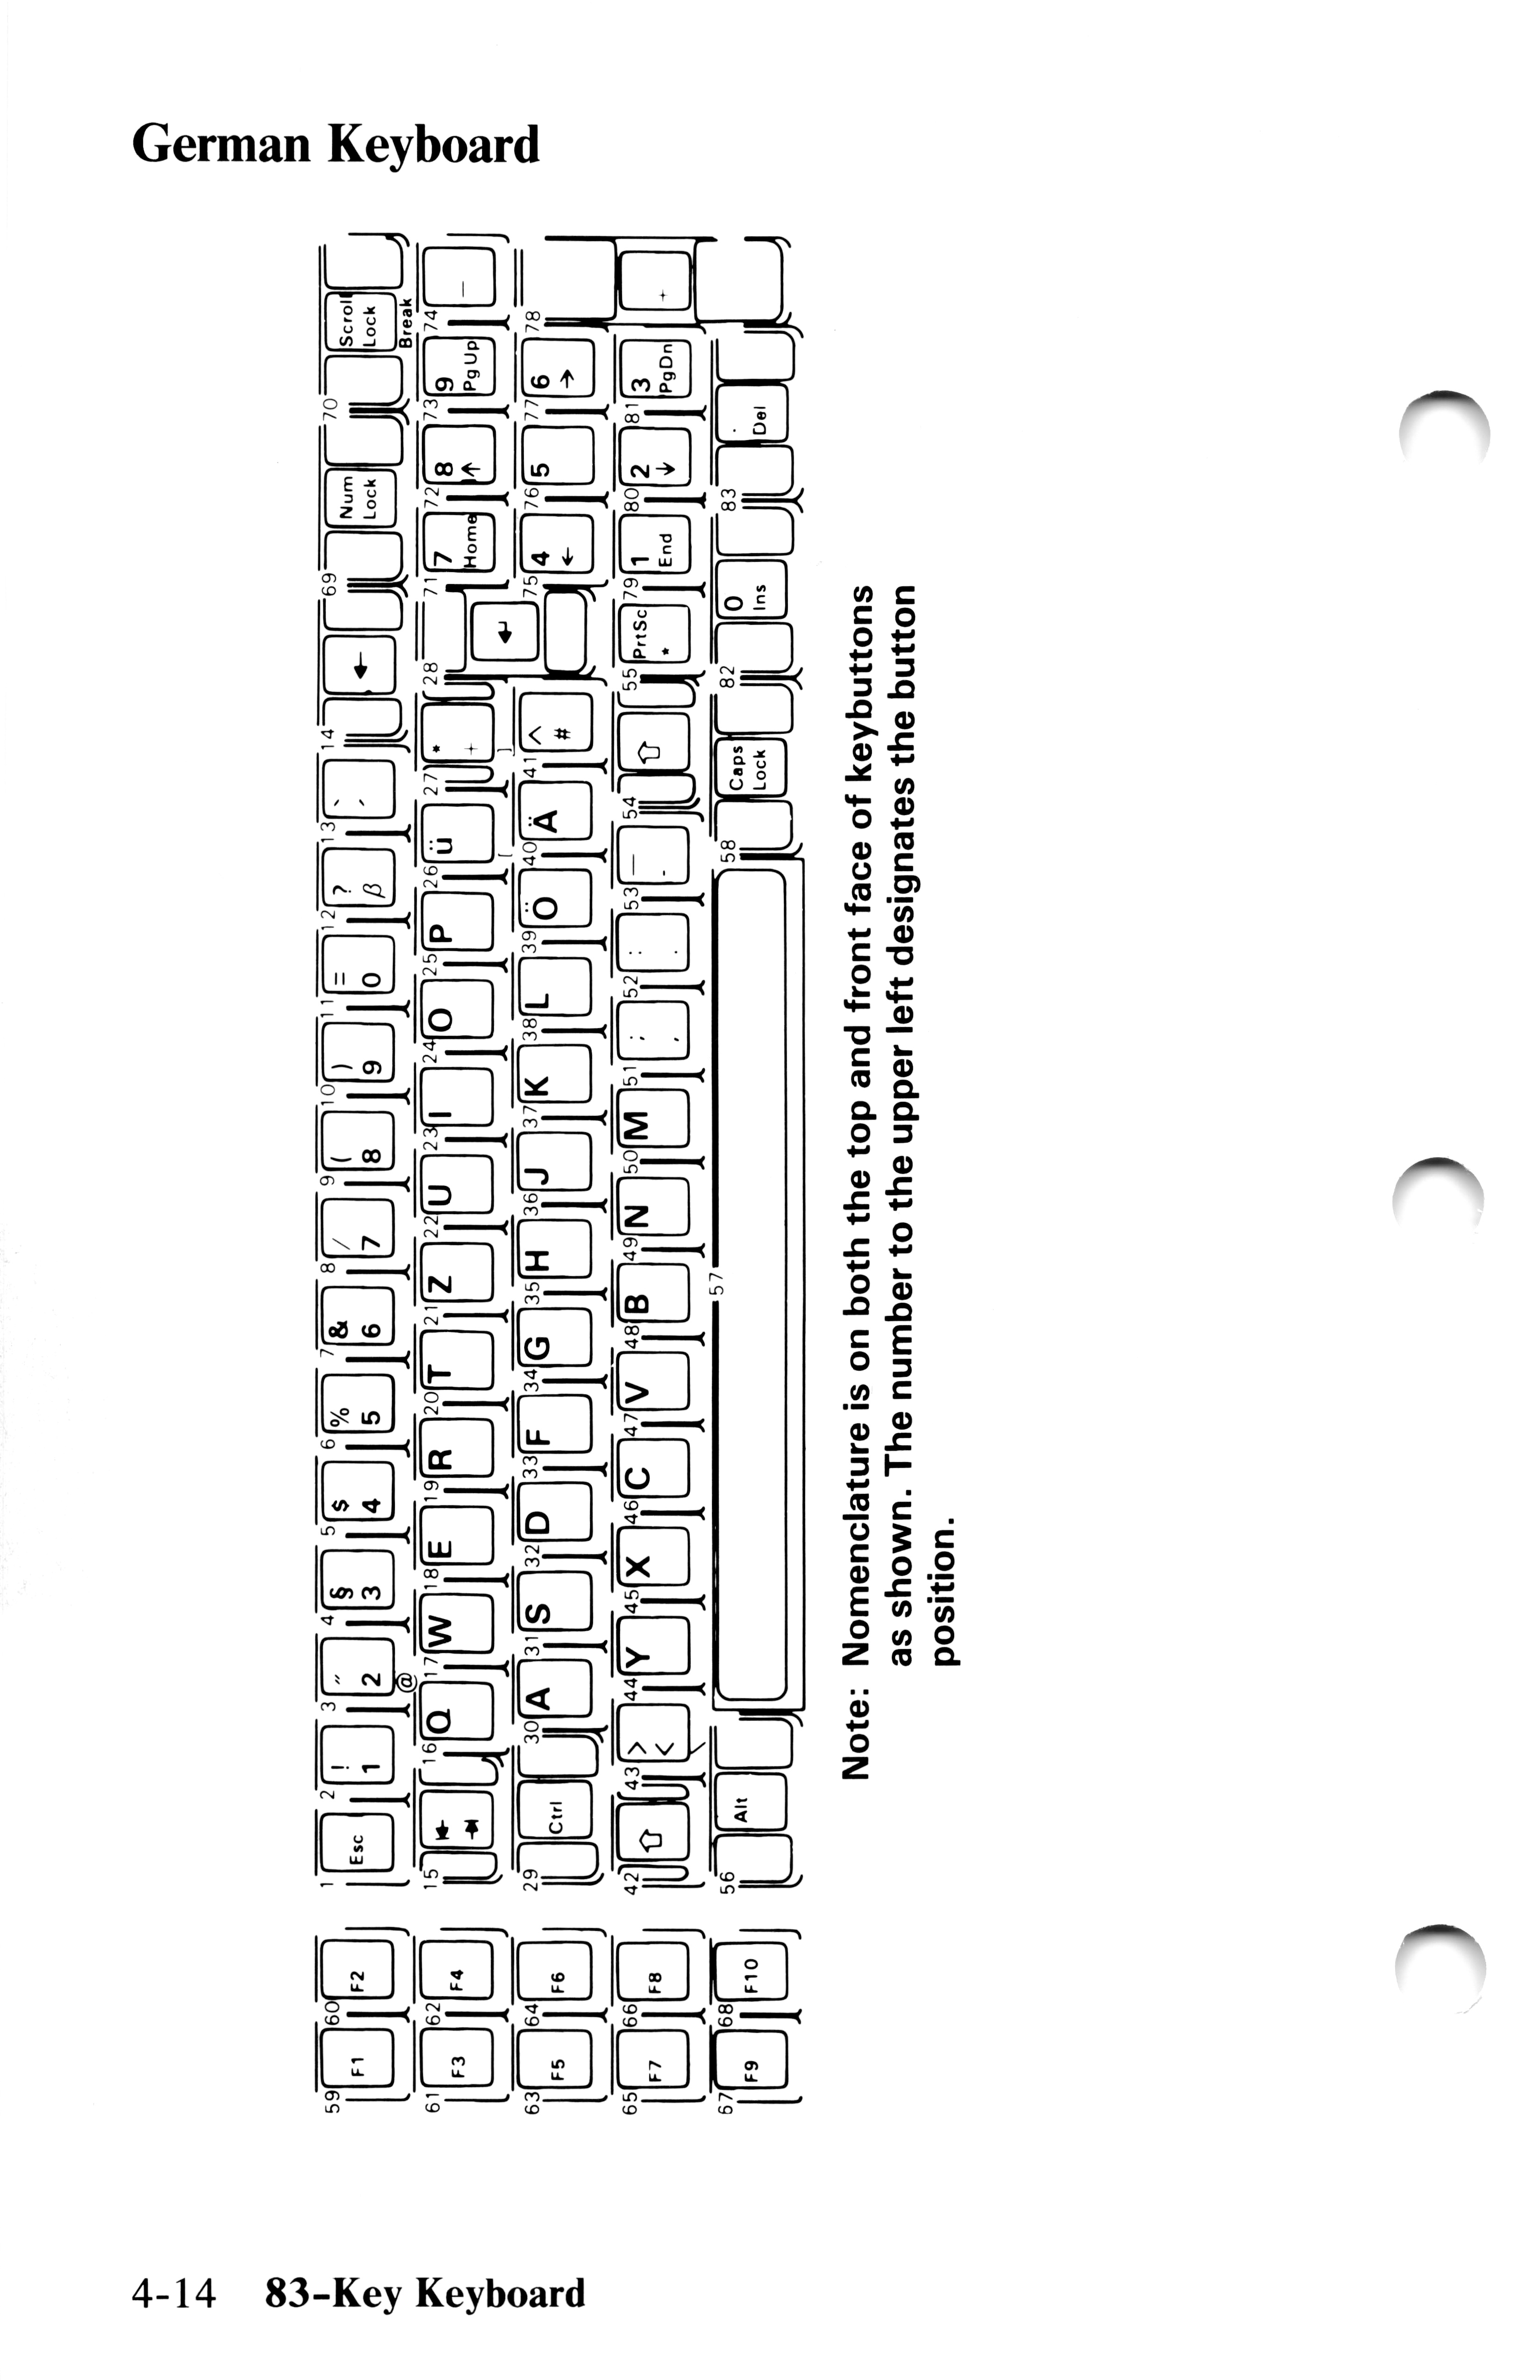 German Keyboard
59 60 1 2 3 4 5 6 7 8 9 10 11 12 13 14 69 70
F1 F2 Esc ! 1 " 2 @ § 3 $ 4 % 5 & 6 / 7 ( 8 ) 9 = 0 ? ß ` ´ ← Num Lock Scroll Lock Break
61 62 15 16 17 18 19 20 21 22 23 24 25 26 27 28 71 72 73 74
F3 F4 ⇤ ⇥ Q W E R T Z U I O P ü [ * + ] ↵ 7 Home 8 ↑ 9 Pg Up —
63 64 29 30 31 32 33 34 35 36 37 38 39 40 41 75 76 77 78
F5 F6 Ctrl A S D F G H J K L Ö Ä ^ # 4 ← 5 6 →
65 66 42 43 44 45 46 47 48 49 50 51 52 53 54 55 79 80 81
F7 F8 ⇧ > < \ Y X C V B N M ; , : . — - ⇧ PrtSc * 1 End 2 ↓ 3 PgDn +
67 68 56 57 58 82 83
F9 F10 Alt Caps Lock 0 Ins . Del
Note: Nomenclature is on both the top and front face of keybuttons
as shown. The number to the upper left designates the button
position.
4-14 83-Key Keyboard